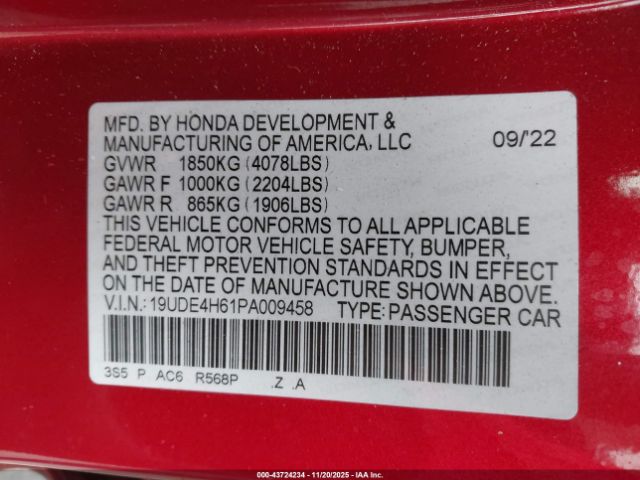 MFD. BY HONDA DEVELOPMENT &
MANUFACTURING OF AMERICA, LLC 09/'22
GVWR 1850KG (4078LBS)
GAWR F 1000KG (2204LBS)
GAWR R 865KG (1906LBS)
THIS VEHICLE CONFORMS TO ALL APPLICABLE
FEDERAL MOTOR VEHICLE SAFETY, BUMPER,
AND THEFT PREVENTION STANDARDS IN EFFECT
ON THE DATE OF MANUFACTURE SHOWN ABOVE.
V.I.N.: 19UDE4H61PA009458 TYPE: PASSENGER CAR
3S5 P AC6 R568P .Z .A
000-43724234 - 11/20/2025 - IAA Inc.